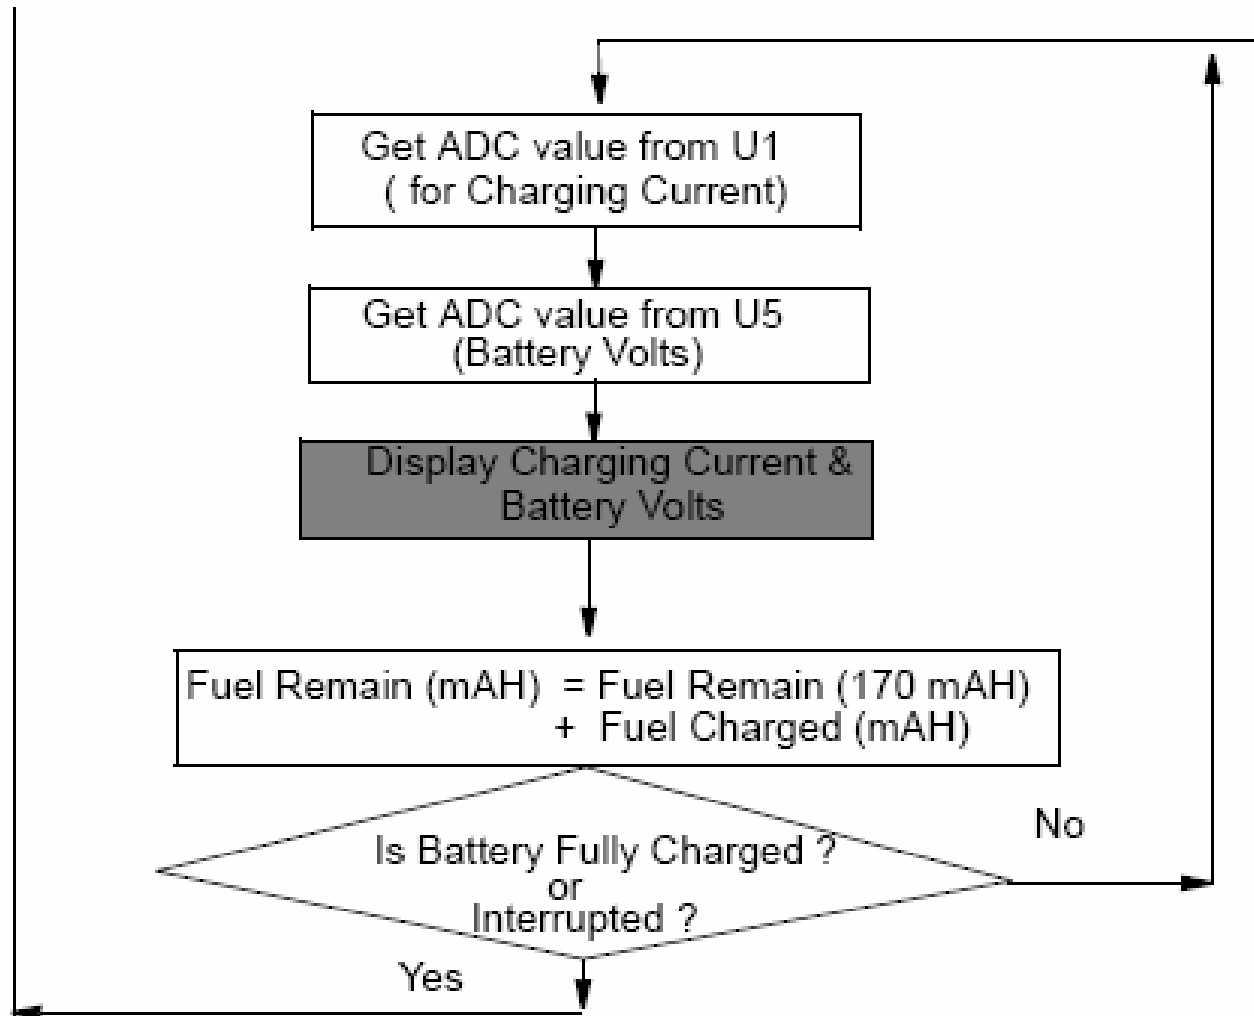 Get ADC value from U1
( for Charging Current)
Get ADC value from U5
(Battery Volts)
Display Charging Current &
Battery Volts
Fuel Remain (mAH) = Fuel Remain (170 mAH)
+ Fuel Charged (mAH)
No
Is Battery Fully Charged ?
or
Interrupted ?
Yes